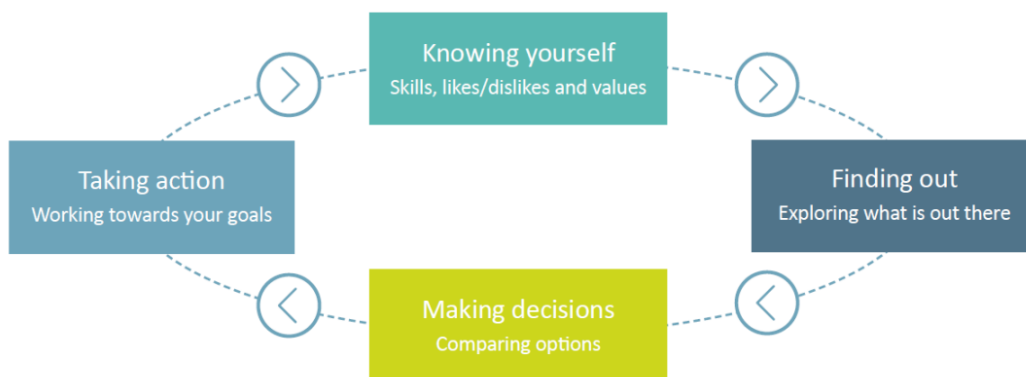 Knowing yourself
Skills, likes/dislikes and values
Taking action
Working towards your goals
Finding out
Exploring what is out there
Making decisions
Comparing options